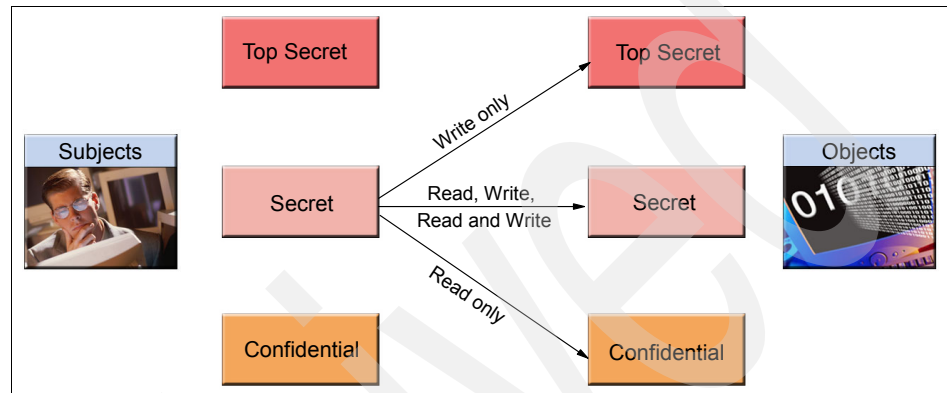 Top Secret
Top Secret
Write only
Subjects
Objects
Secret
Read, Write,
Read and Write
Secret
010
Read only
Confidential
Confidential